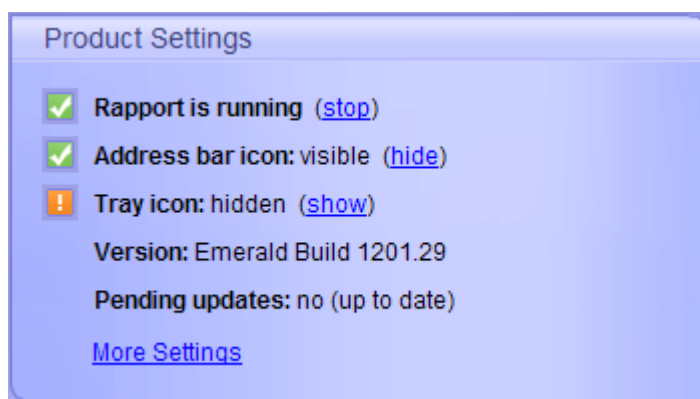 Product Settings
Rapport is running (stop)
Address bar icon: visible (hide)
Tray icon: hidden (show)
Version: Emerald Build 1201.29
Pending updates: no (up to date)
More Settings